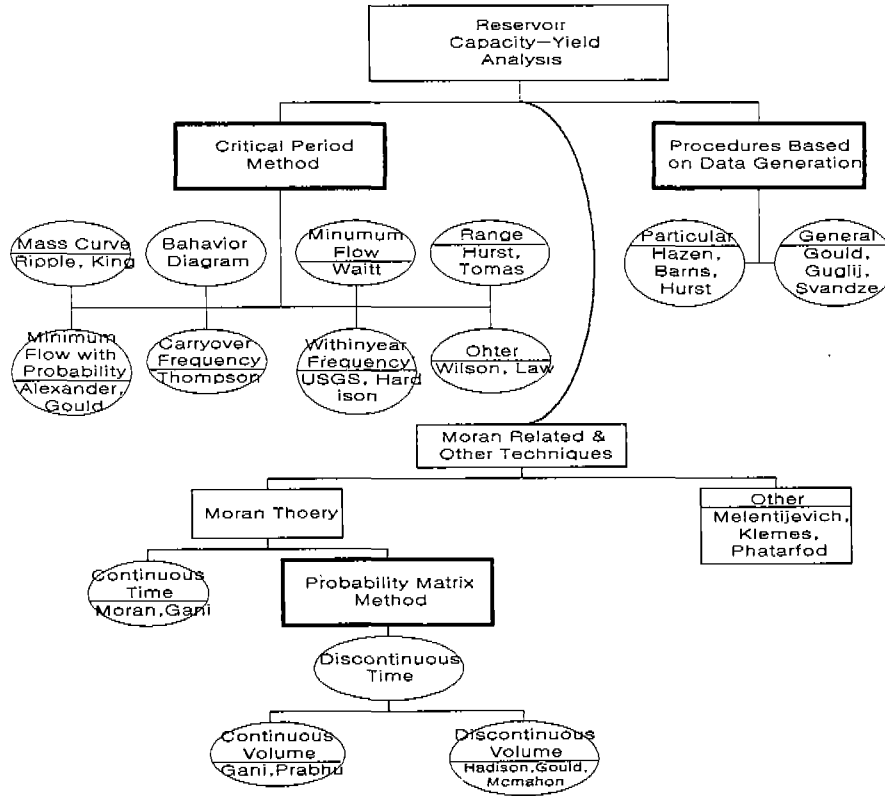 Reservoir
Capacity-Yield
Analysis
Critical Period
Method
Procedures Based
on Data Generation
Mass Curve
Ripple, King
Bahavior
Diagram
Minumum
Flow
Waitt
Range
Hurst,
Tomas
Particular
Hazen,
Barns,
Hurst
General
Gould,
Guglij,
Svandze
Minimum
Flow with
Probability
Alexander,
Gould
Carryover
Frequency
Thompson
Withinyear
Frequency
USGS, Hard
ison
Ohter
Wilson, Law
Moran Related &
Other Techniques
Moran Thoery
Other
Melentijevich,
Klemes,
Phatarfod
Continuous
Time
Moran,Gani
Probability Matrix
Method
Discontinuous
Time
Continuous
Volume
Gani,Prabhu
Discontinuous
Volume
Hadison,Gould,
Mcmahon